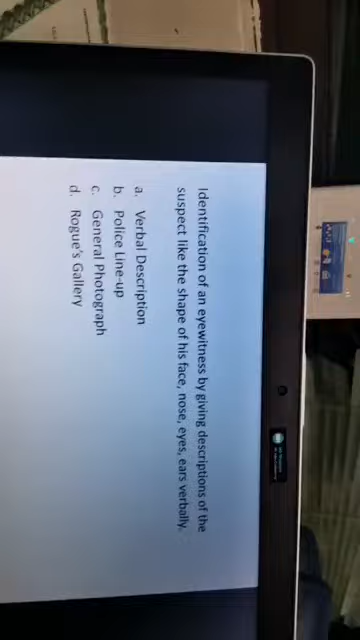 Identification of an eyewitness by giving descriptions of the
suspect like the shape of his face, nose, eyes, ears verbally.
a. Verbal Description
b. Police Line-up
c. General Photograph
d. Rogue's Gallery